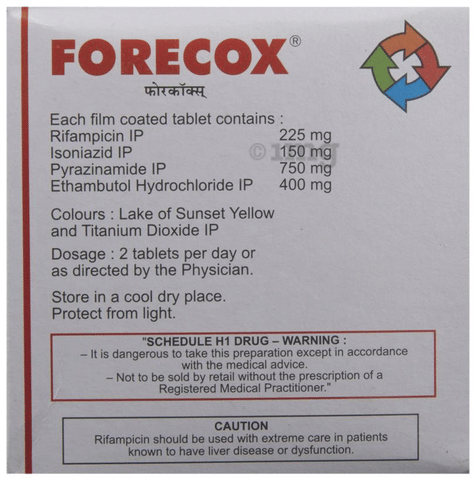 FORECOX®
फोरकॉक्स्
Each film coated tablet contains :
Rifampicin IP 225 mg
Isoniazid IP 150 mg
Pyrazinamide IP 750 mg
Ethambutol Hydrochloride IP 400 mg
Colours : Lake of Sunset Yellow
and Titanium Dioxide IP
Dosage : 2 tablets per day or
as directed by the Physician.
Store in a cool dry place.
Protect from light.
"SCHEDULE H1 DRUG – WARNING :
– It is dangerous to take this preparation except in accordance
with the medical advice.
– Not to be sold by retail without the prescription of a
Registered Medical Practitioner."
CAUTION
Rifampicin should be used with extreme care in patients
known to have liver disease or dysfunction.